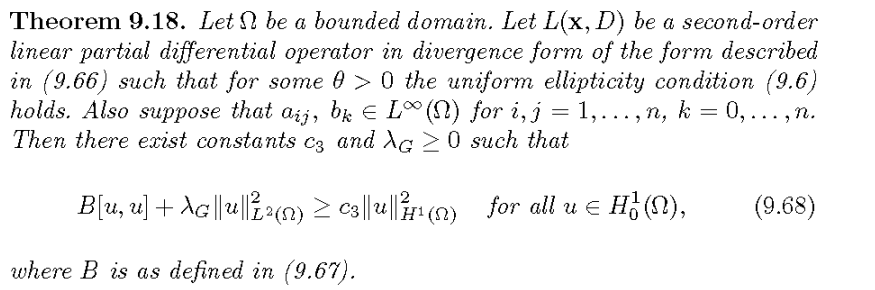 Theorem 9.18. Let Ω be a bounded domain. Let L(x, D) be a second-order
linear partial differential operator in divergence form of the form described
in (9.66) such that for some θ > 0 the uniform ellipticity condition (9.6)
holds. Also suppose that a_{ij}, b_k ∈ L^∞(Ω) for i, j = 1, . . . , n, k = 0, . . . , n.
Then there exist constants c_3 and λ_G ≥ 0 such that
B[u, u] + λ_G‖u‖²_{L²(Ω)} ≥ c_3‖u‖²_{H¹(Ω)} for all u ∈ H¹_0(Ω), (9.68)
where B is as defined in (9.67).